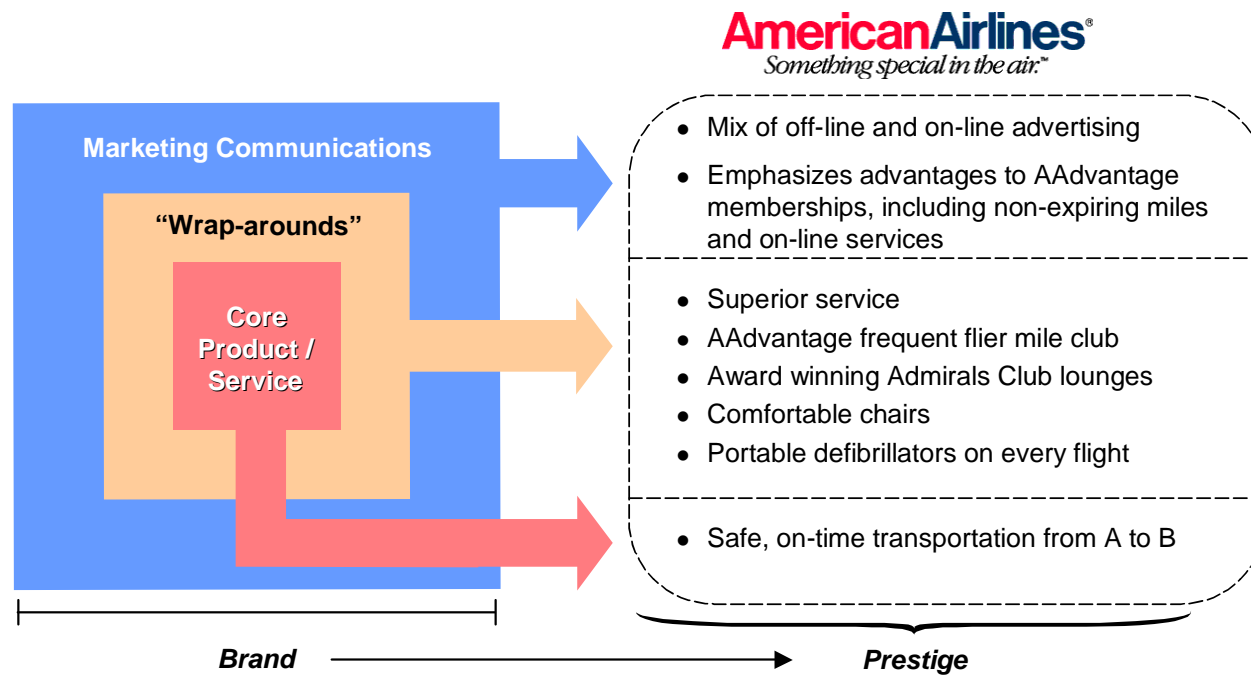 AmericanAirlines®
Something special in the air.™
Marketing Communications
“Wrap-arounds”
Core
Product /
Service
● Mix of off-line and on-line advertising
● Emphasizes advantages to AAdvantage
memberships, including non-expiring miles
and on-line services
● Superior service
● AAdvantage frequent flier mile club
● Award winning Admirals Club lounges
● Comfortable chairs
● Portable defibrillators on every flight
● Safe, on-time transportation from A to B
Brand
Prestige